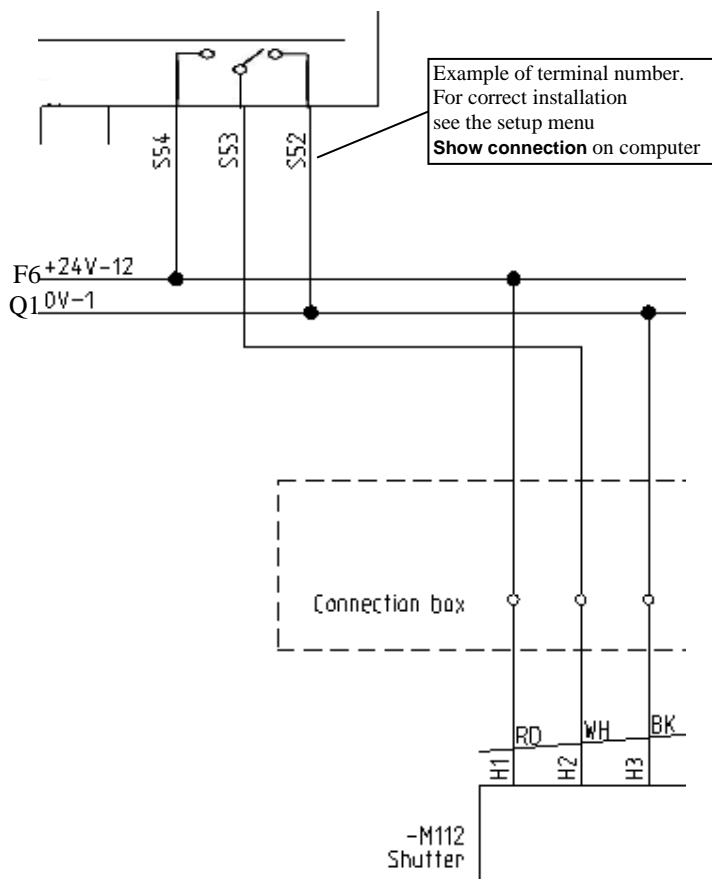 Example of terminal number.
For correct installation
see the setup menu
Show connection on computer
S54
S53
S52
F6 +24V-12
Q1 0V-1
Connection box
RD
WH
BK
H1
H2
H3
-M112
Shutter